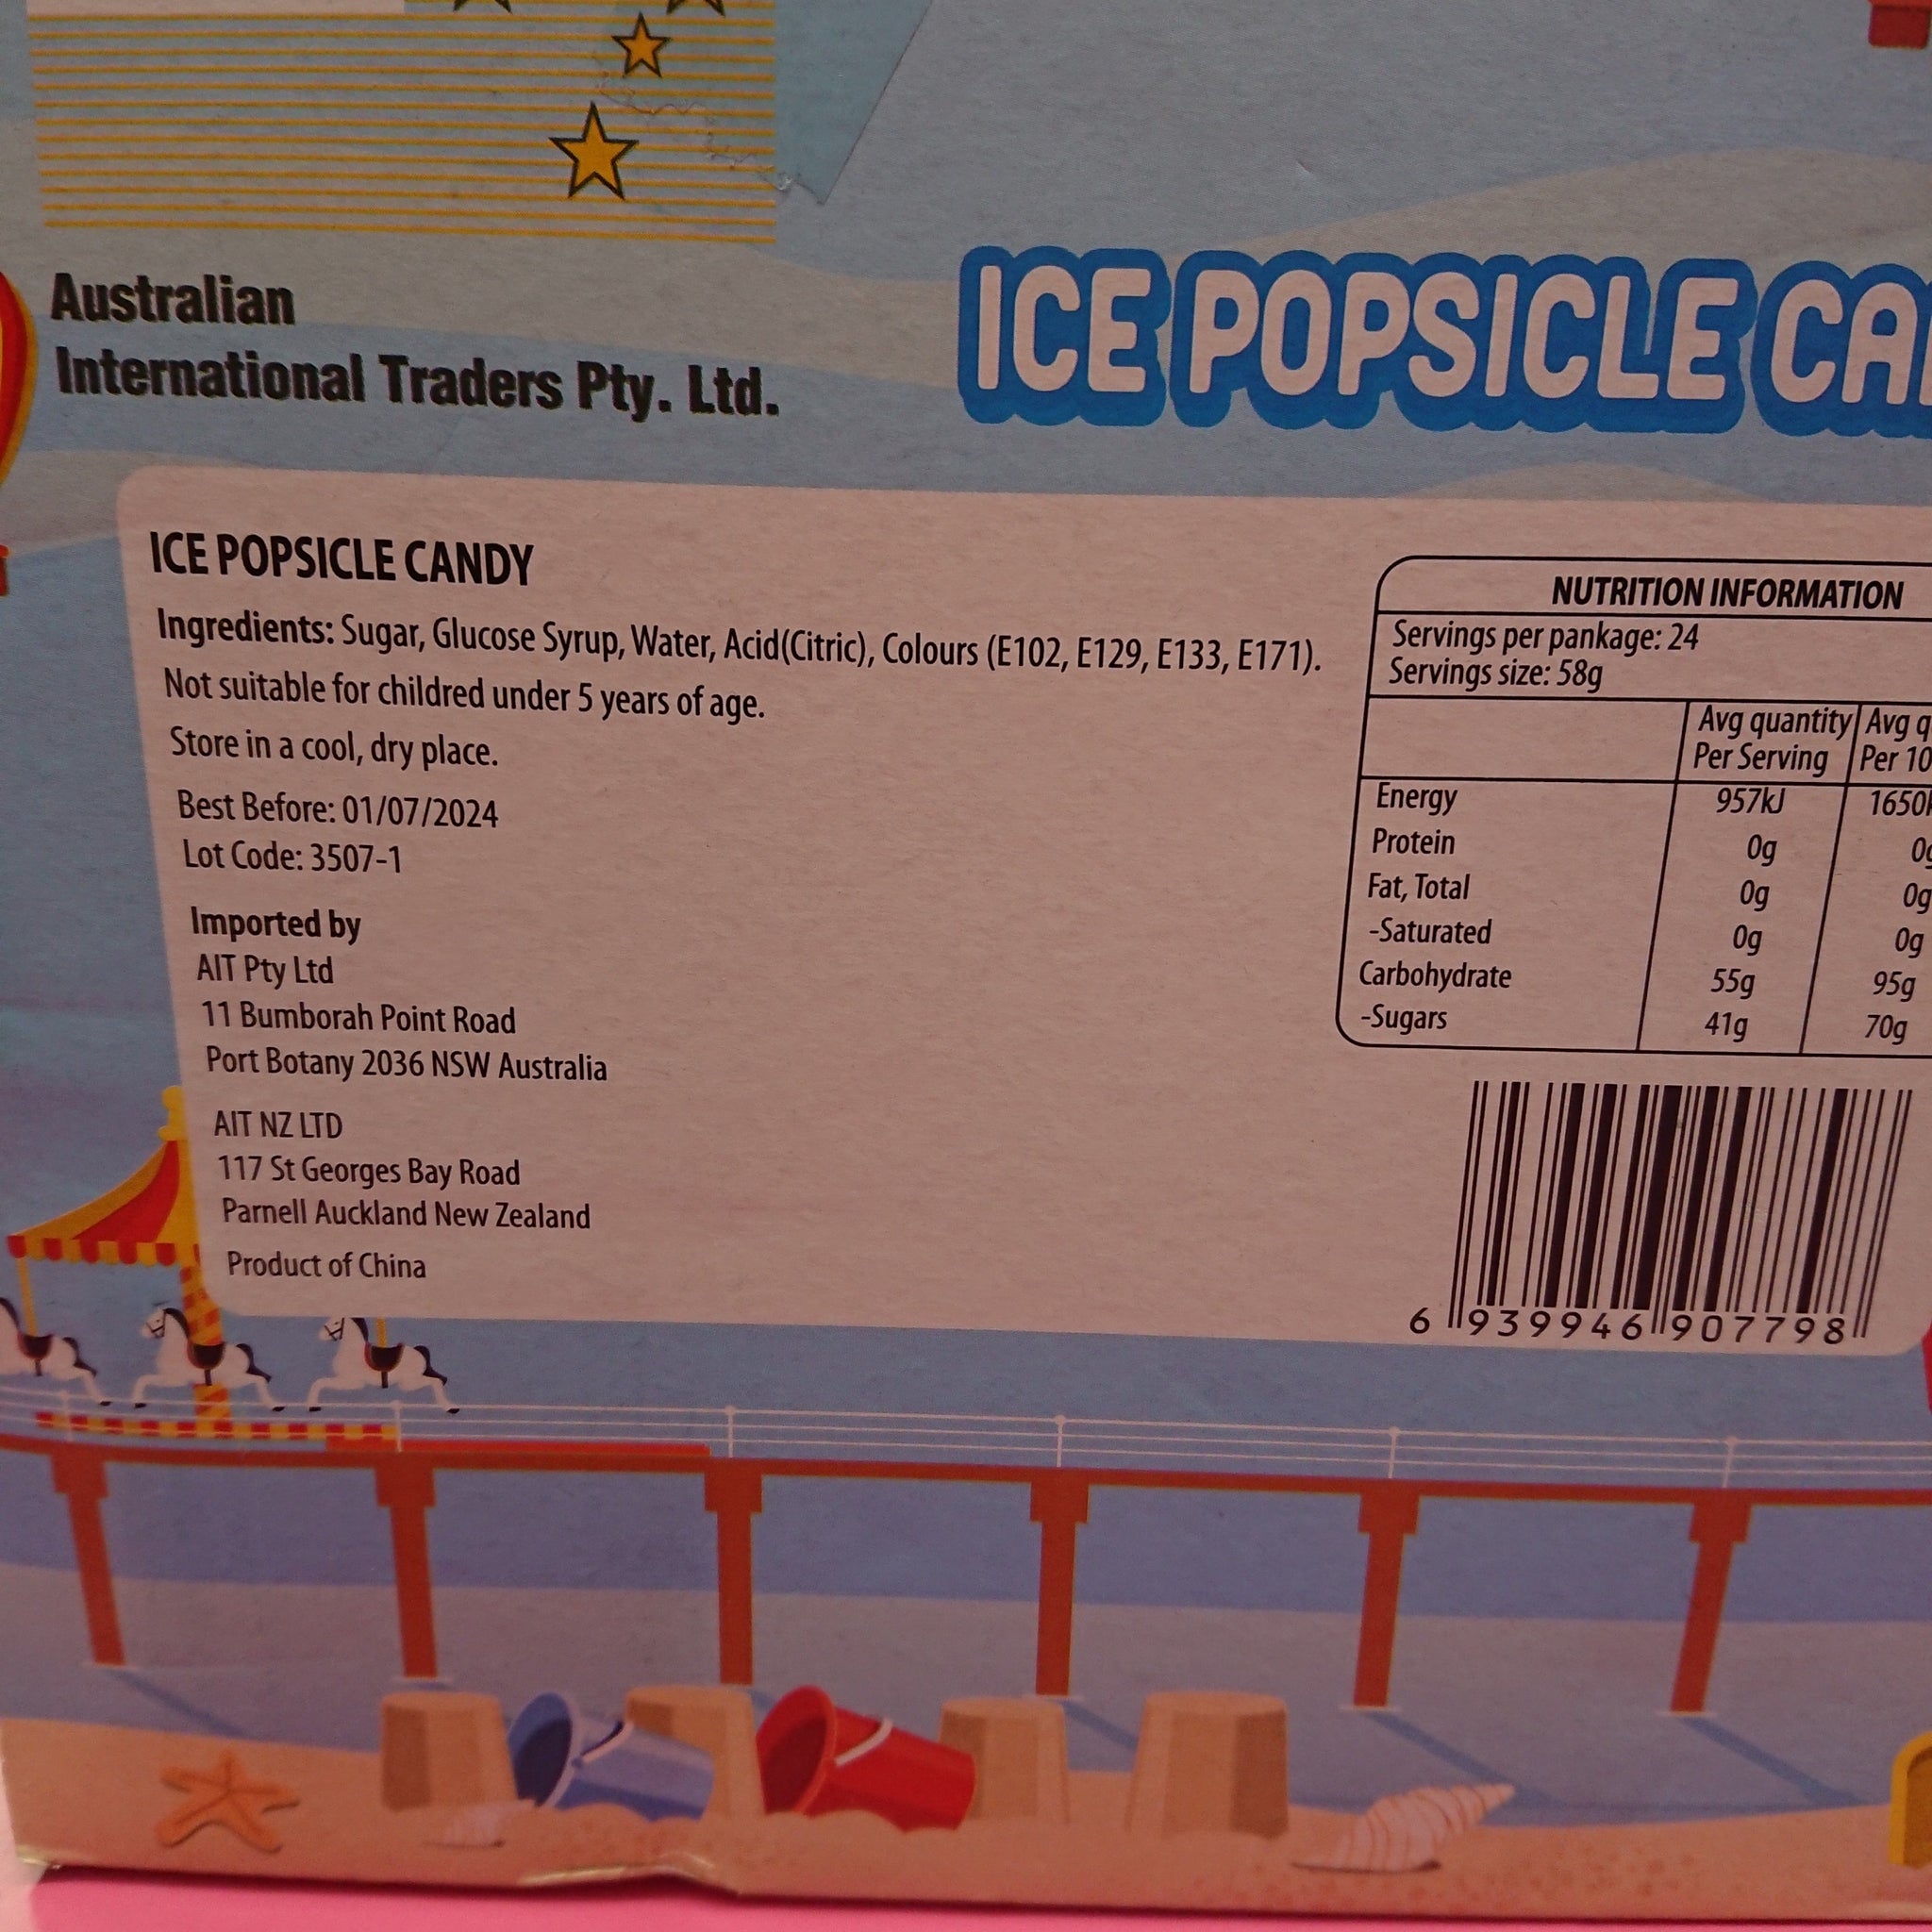 Australian
International Traders Pty. Ltd.
ICE POPSICLE
ICE POPSICLE CANDY
Ingredients: Sugar, Glucose Syrup, Water, Acid(Citric), Colours (E102, E129, E133, E171).
Not suitable for childred under 5 years of age.
Store in a cool, dry place.
Best Before: 01/07/2024
Lot Code: 3507-1
Imported by
AIT Pty Ltd
11 Bumborah Point Road
Port Botany 2036 NSW Australia
AIT NZ LTD
117 St Georges Bay Road
Parnell Auckland New Zealand
Product of China
NUTRITION INFORMATION
Servings per pankage: 24
Servings size: 58g
Avg quantity Avg
Per Serving Per
Energy 957kJ
Protein 0g
Fat, Total 0g 0g
-Saturated 0g 0g
Carbohydrate 55g 95g
-Sugars 41g 70g
6 939946 907798